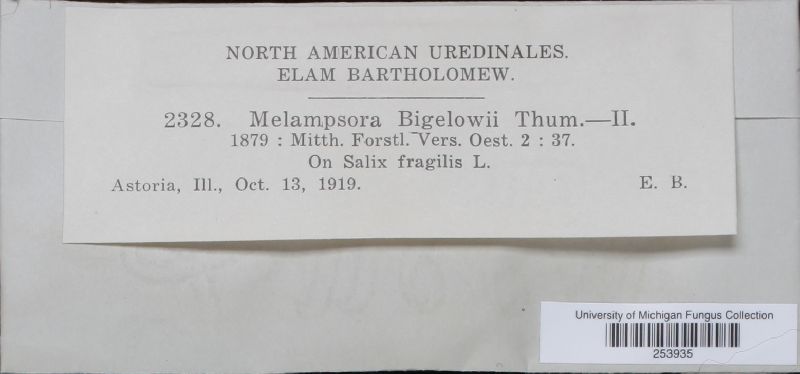 NORTH AMERICAN UREDINALES.
ELAM BARTHOLOMEW.
2328. Melampsora Bigelowii Thum.—II.
1879 : Mitth. Forstl. Vers. Oest. 2 : 37.
On Salix fragilis L.
Astoria, Ill., Oct. 13, 1919. E. B.
University of Michigan Fungus Collection
253935